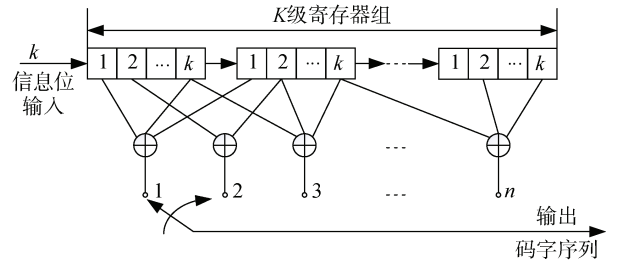 K级寄存器组
k
信息位
输入
1 2 ··· k 1 2 ··· k 1 2 ··· k
1 2 3 n
输出
码字序列